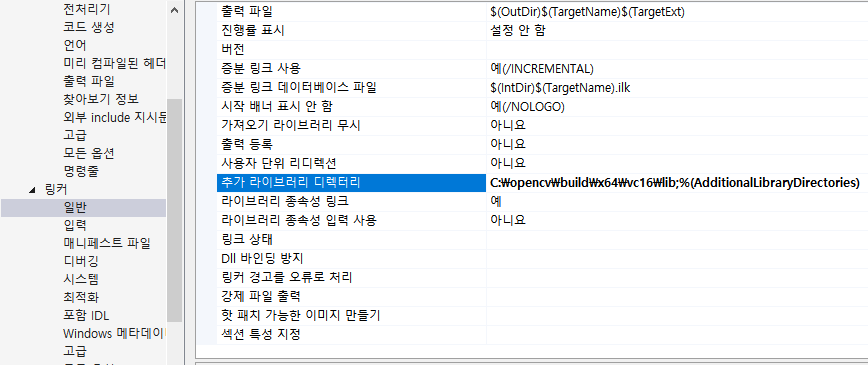 전처리기
코드 생성
언어
미리 컴파일된 헤더
출력 파일
찾아보기 정보
외부 include 지시문
고급
모든 옵션
명령줄
링커
일반
입력
매니페스트 파일
디버깅
시스템
최적화
포함 IDL
Windows 메타데이
고급
출력 파일 $(OutDir)$(TargetName)$(TargetExt)
진행률 표시 설정 안 함
버전
증분 링크 사용 예(/INCREMENTAL)
증분 링크 데이터베이스 파일 $(IntDir)$(TargetName).ilk
시작 배너 표시 안 함 예(/NOLOGO)
가져오기 라이브러리 무시 아니요
출력 등록 아니요
사용자 단위 리디렉션 아니요
추가 라이브러리 디렉터리 C:₩opencv₩build₩x64₩vc16₩lib;%(AdditionalLibraryDirectories)
라이브러리 종속성 링크 예
라이브러리 종속성 입력 사용 아니요
링크 상태
Dll 바인딩 방지
링커 경고를 오류로 처리
강제 파일 출력
핫 패치 가능한 이미지 만들기
섹션 특성 지정